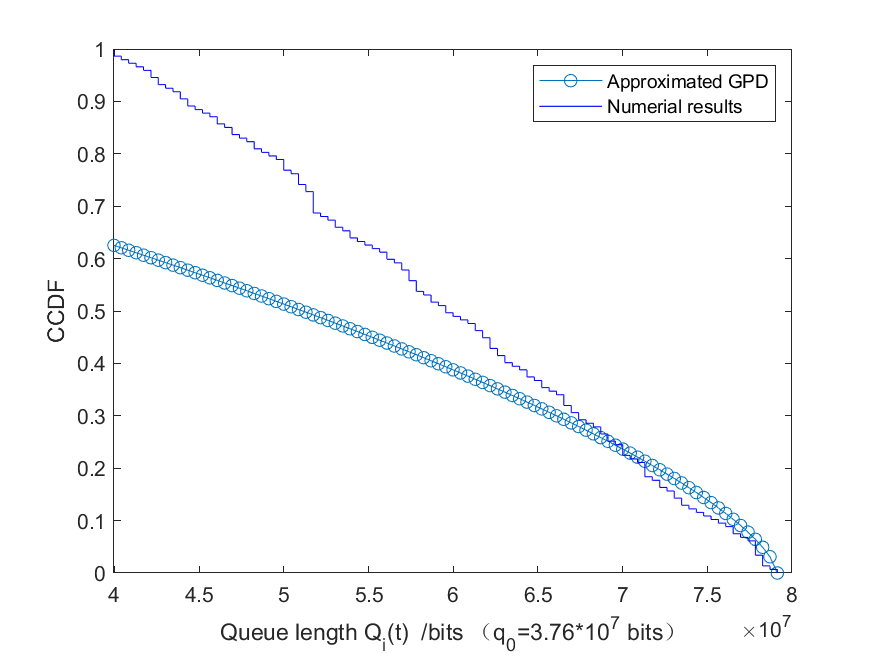 1
0.9
0.8
0.7
0.6
0.5
0.4
0.3
0.2
0.1
0
CCDF
Approximated GPD
Numerial results
4 4.5 5 5.5 6 6.5 7 7.5 8
×10^7
Queue length Q_i(t) /bits （q_0=3.76*10^7 bits）